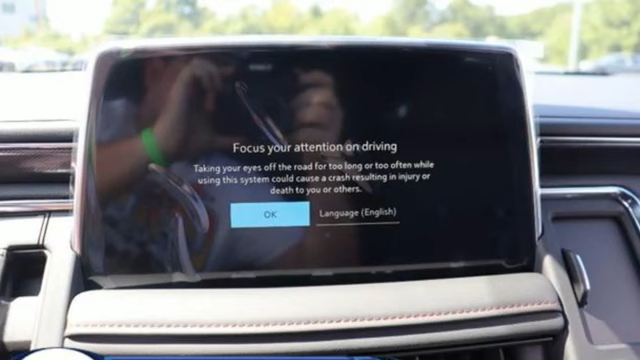 Focus your attention on driving
Taking your eyes off the road for too long or too often while
using this system could cause a crash resulting in injury or
death to you or others.
OK
Language (English)